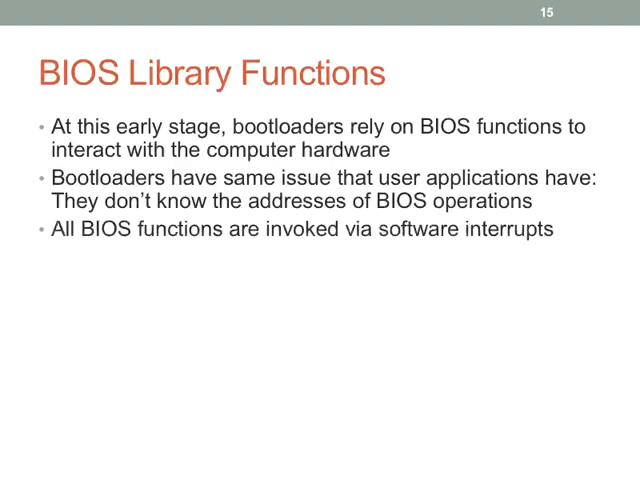 15
BIOS Library Functions
• At this early stage, bootloaders rely on BIOS functions to
interact with the computer hardware
• Bootloaders have same issue that user applications have:
They don’t know the addresses of BIOS operations
• All BIOS functions are invoked via software interrupts